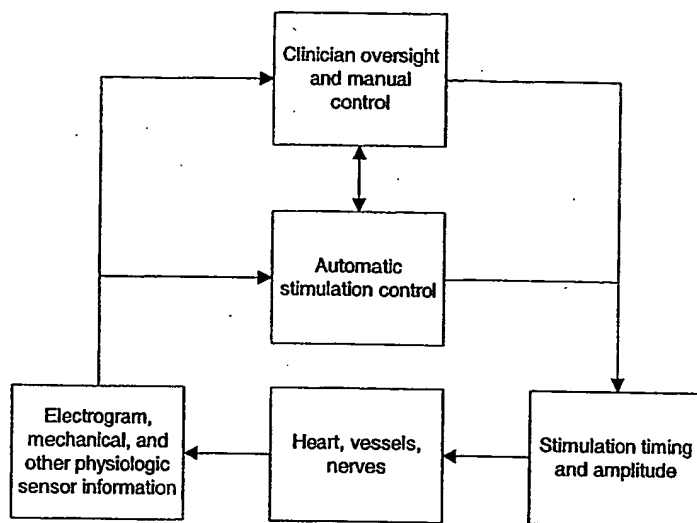 Clinician oversight
and manual
control
Automatic
stimulation control
Electrogram,
mechanical, and
other physiologic
sensor information
Heart, vessels,
nerves
Stimulation timing
and amplitude